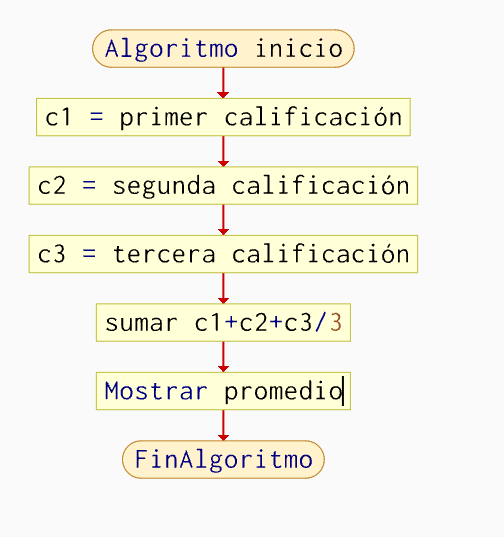 Algoritmo inicio
c1 = primer calificación
c2 = segunda calificación
c3 = tercera calificación
sumar c1+c2+c3/3
Mostrar promedio
FinAlgoritmo